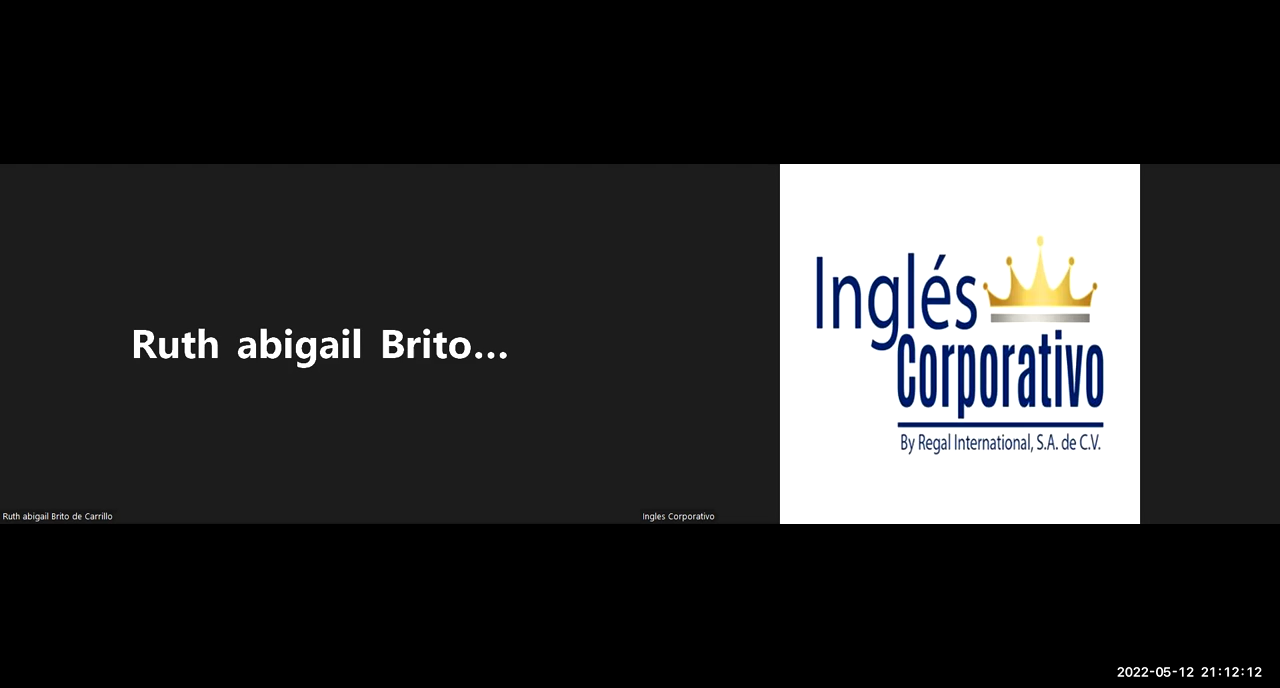 Ruth abigail Brito...
Ruth abigail Brito de Carrillo
Inglés
Corporativo
By Regal International, S.A. de C.V.
Ingles Corporativo
2022-05-12 21:12:12